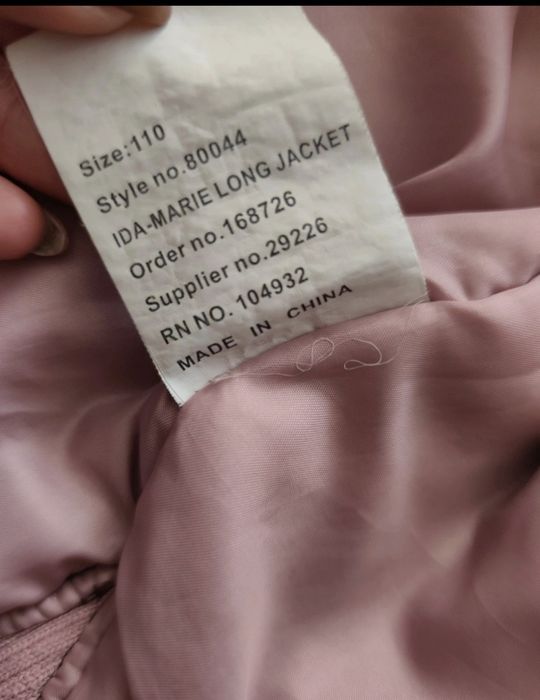 Size:110
Style no.80044
IDA-MARIE LONG JACKET
Order no.168726
Supplier no.29226
RN NO. 104932
MADE IN CHINA